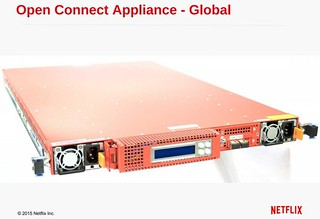 Open Connect Appliance - Global
© 2015 Netflix Inc.
NETFLIX